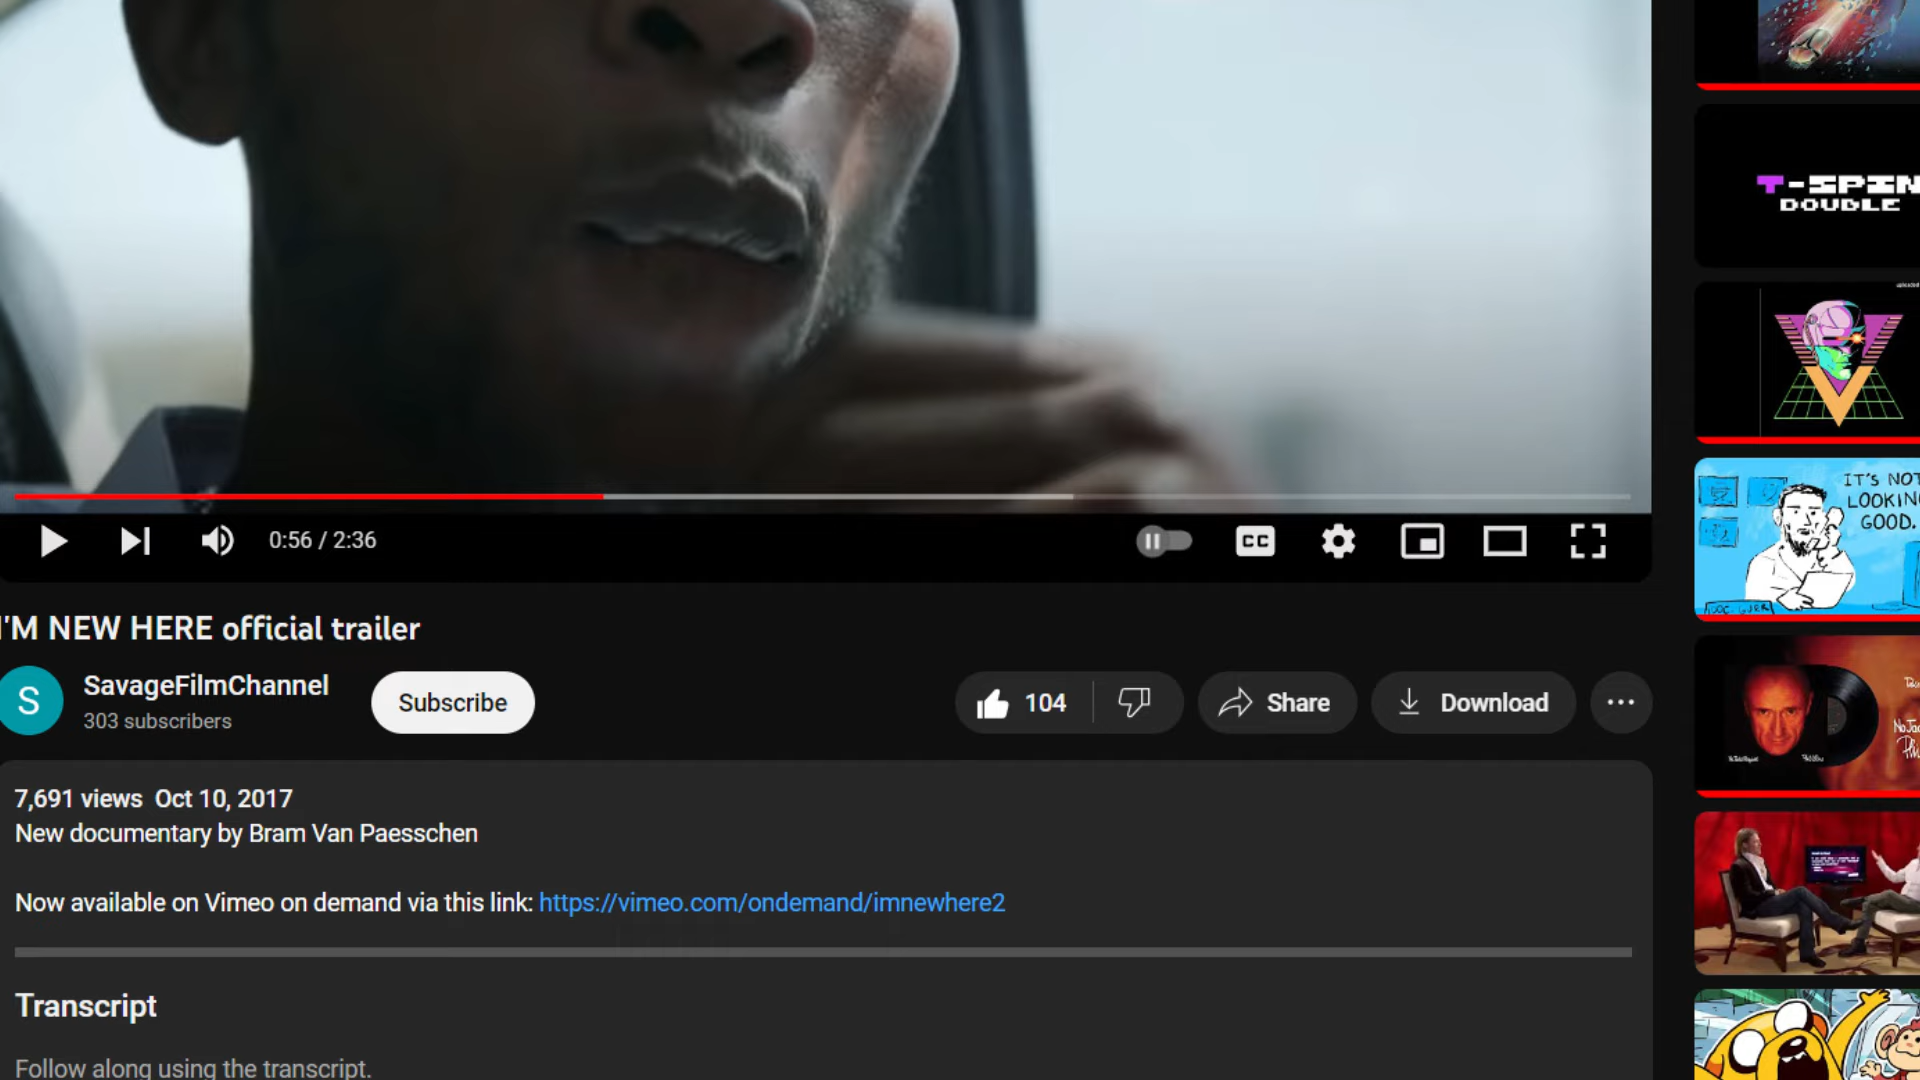 0:56 / 2:36
CC
I'M NEW HERE official trailer
S
SavageFilmChannel
303 subscribers
Subscribe
104
Share
Download
7,691 views Oct 10, 2017
New documentary by Bram Van Paesschen
Now available on Vimeo on demand via this link: https://vimeo.com/ondemand/imnewhere2
Transcript
Follow along using the transcript.
T-SPIN
DOUBLE
IT'S NOT
LOOKIN
GOOD.